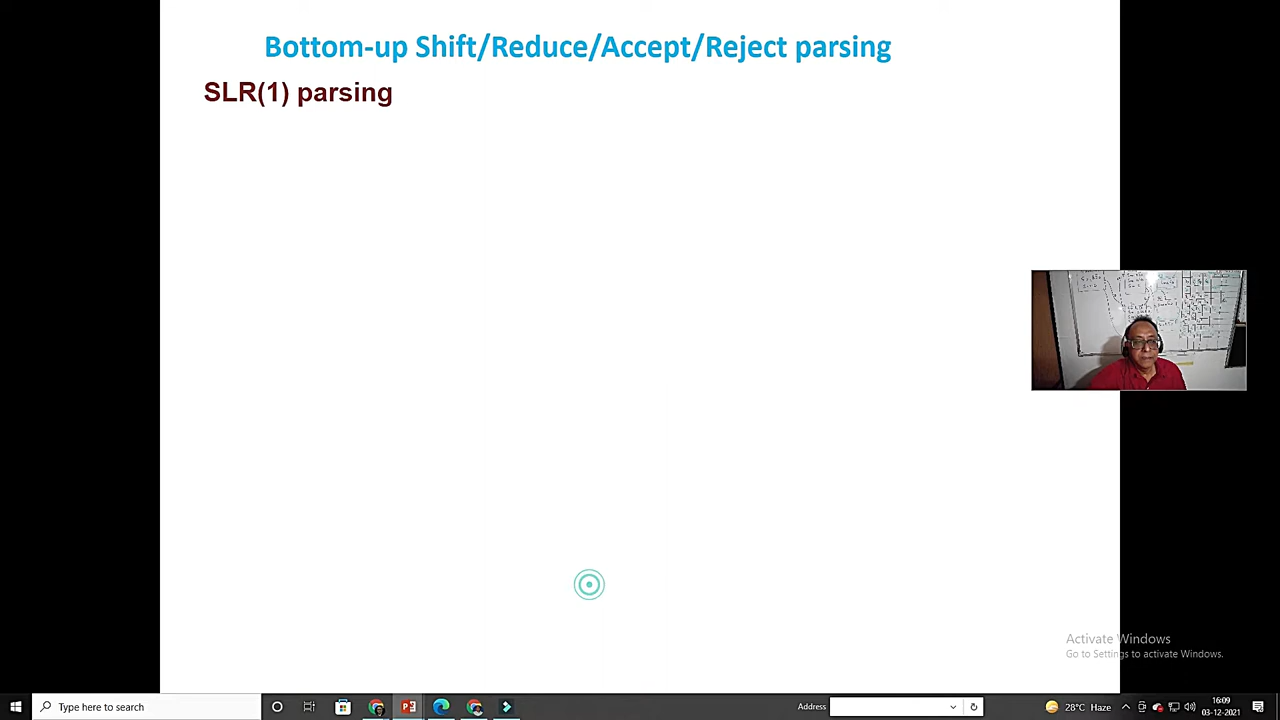 Bottom-up Shift/Reduce/Accept/Reject parsing
SLR(1) parsing
Activate Windows
Go to Settings to activate Windows.
Type here to search
Address
28°C Haze
16:09
03-12-2021